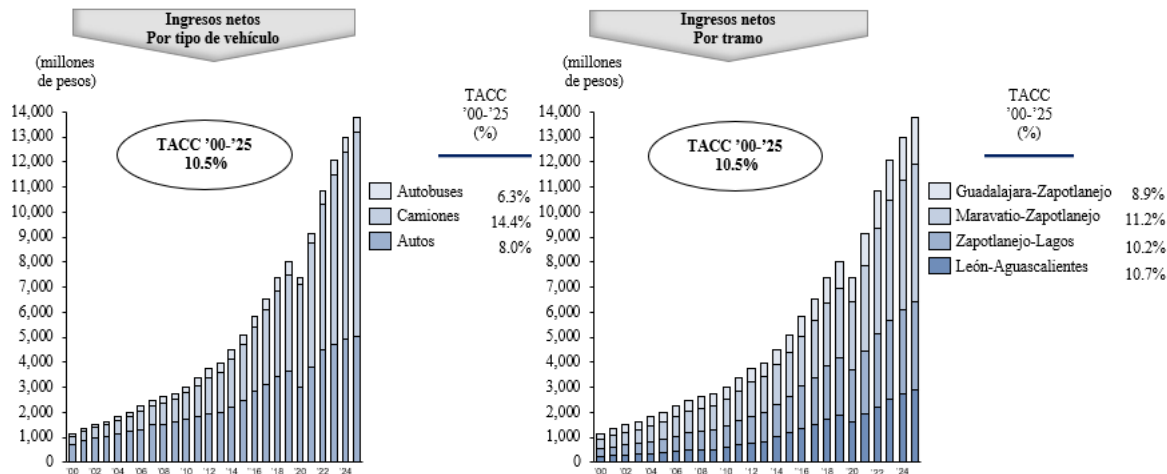 Ingresos netos
Por tipo de vehículo
(millones
de pesos)
TACC
'00-'25
(%)
14,000
13,000
12,000
11,000
10,000
9,000
8,000
7,000
6,000
5,000
4,000
3,000
2,000
1,000
0
TACC '00-'25
10.5%
Autobuses 6.3%
Camiones 14.4%
Autos 8.0%
'00 '02 '04 '06 '08 '10 '12 '14 '16 '18 '20 '22 '24
Ingresos netos
Por tramo
(millones
de pesos)
TACC
'00-'25
(%)
14,000
13,000
12,000
11,000
10,000
9,000
8,000
7,000
6,000
5,000
4,000
3,000
2,000
1,000
0
TACC '00-'25
10.5%
Guadalajara-Zapotlanejo 8.9%
Maravatio-Zapotlanejo 11.2%
Zapotlanejo-Lagos 10.2%
León-Aguascalientes 10.7%
'00 '02 '04 '06 '08 '10 '12 '14 '16 '18 '20 '22 '24